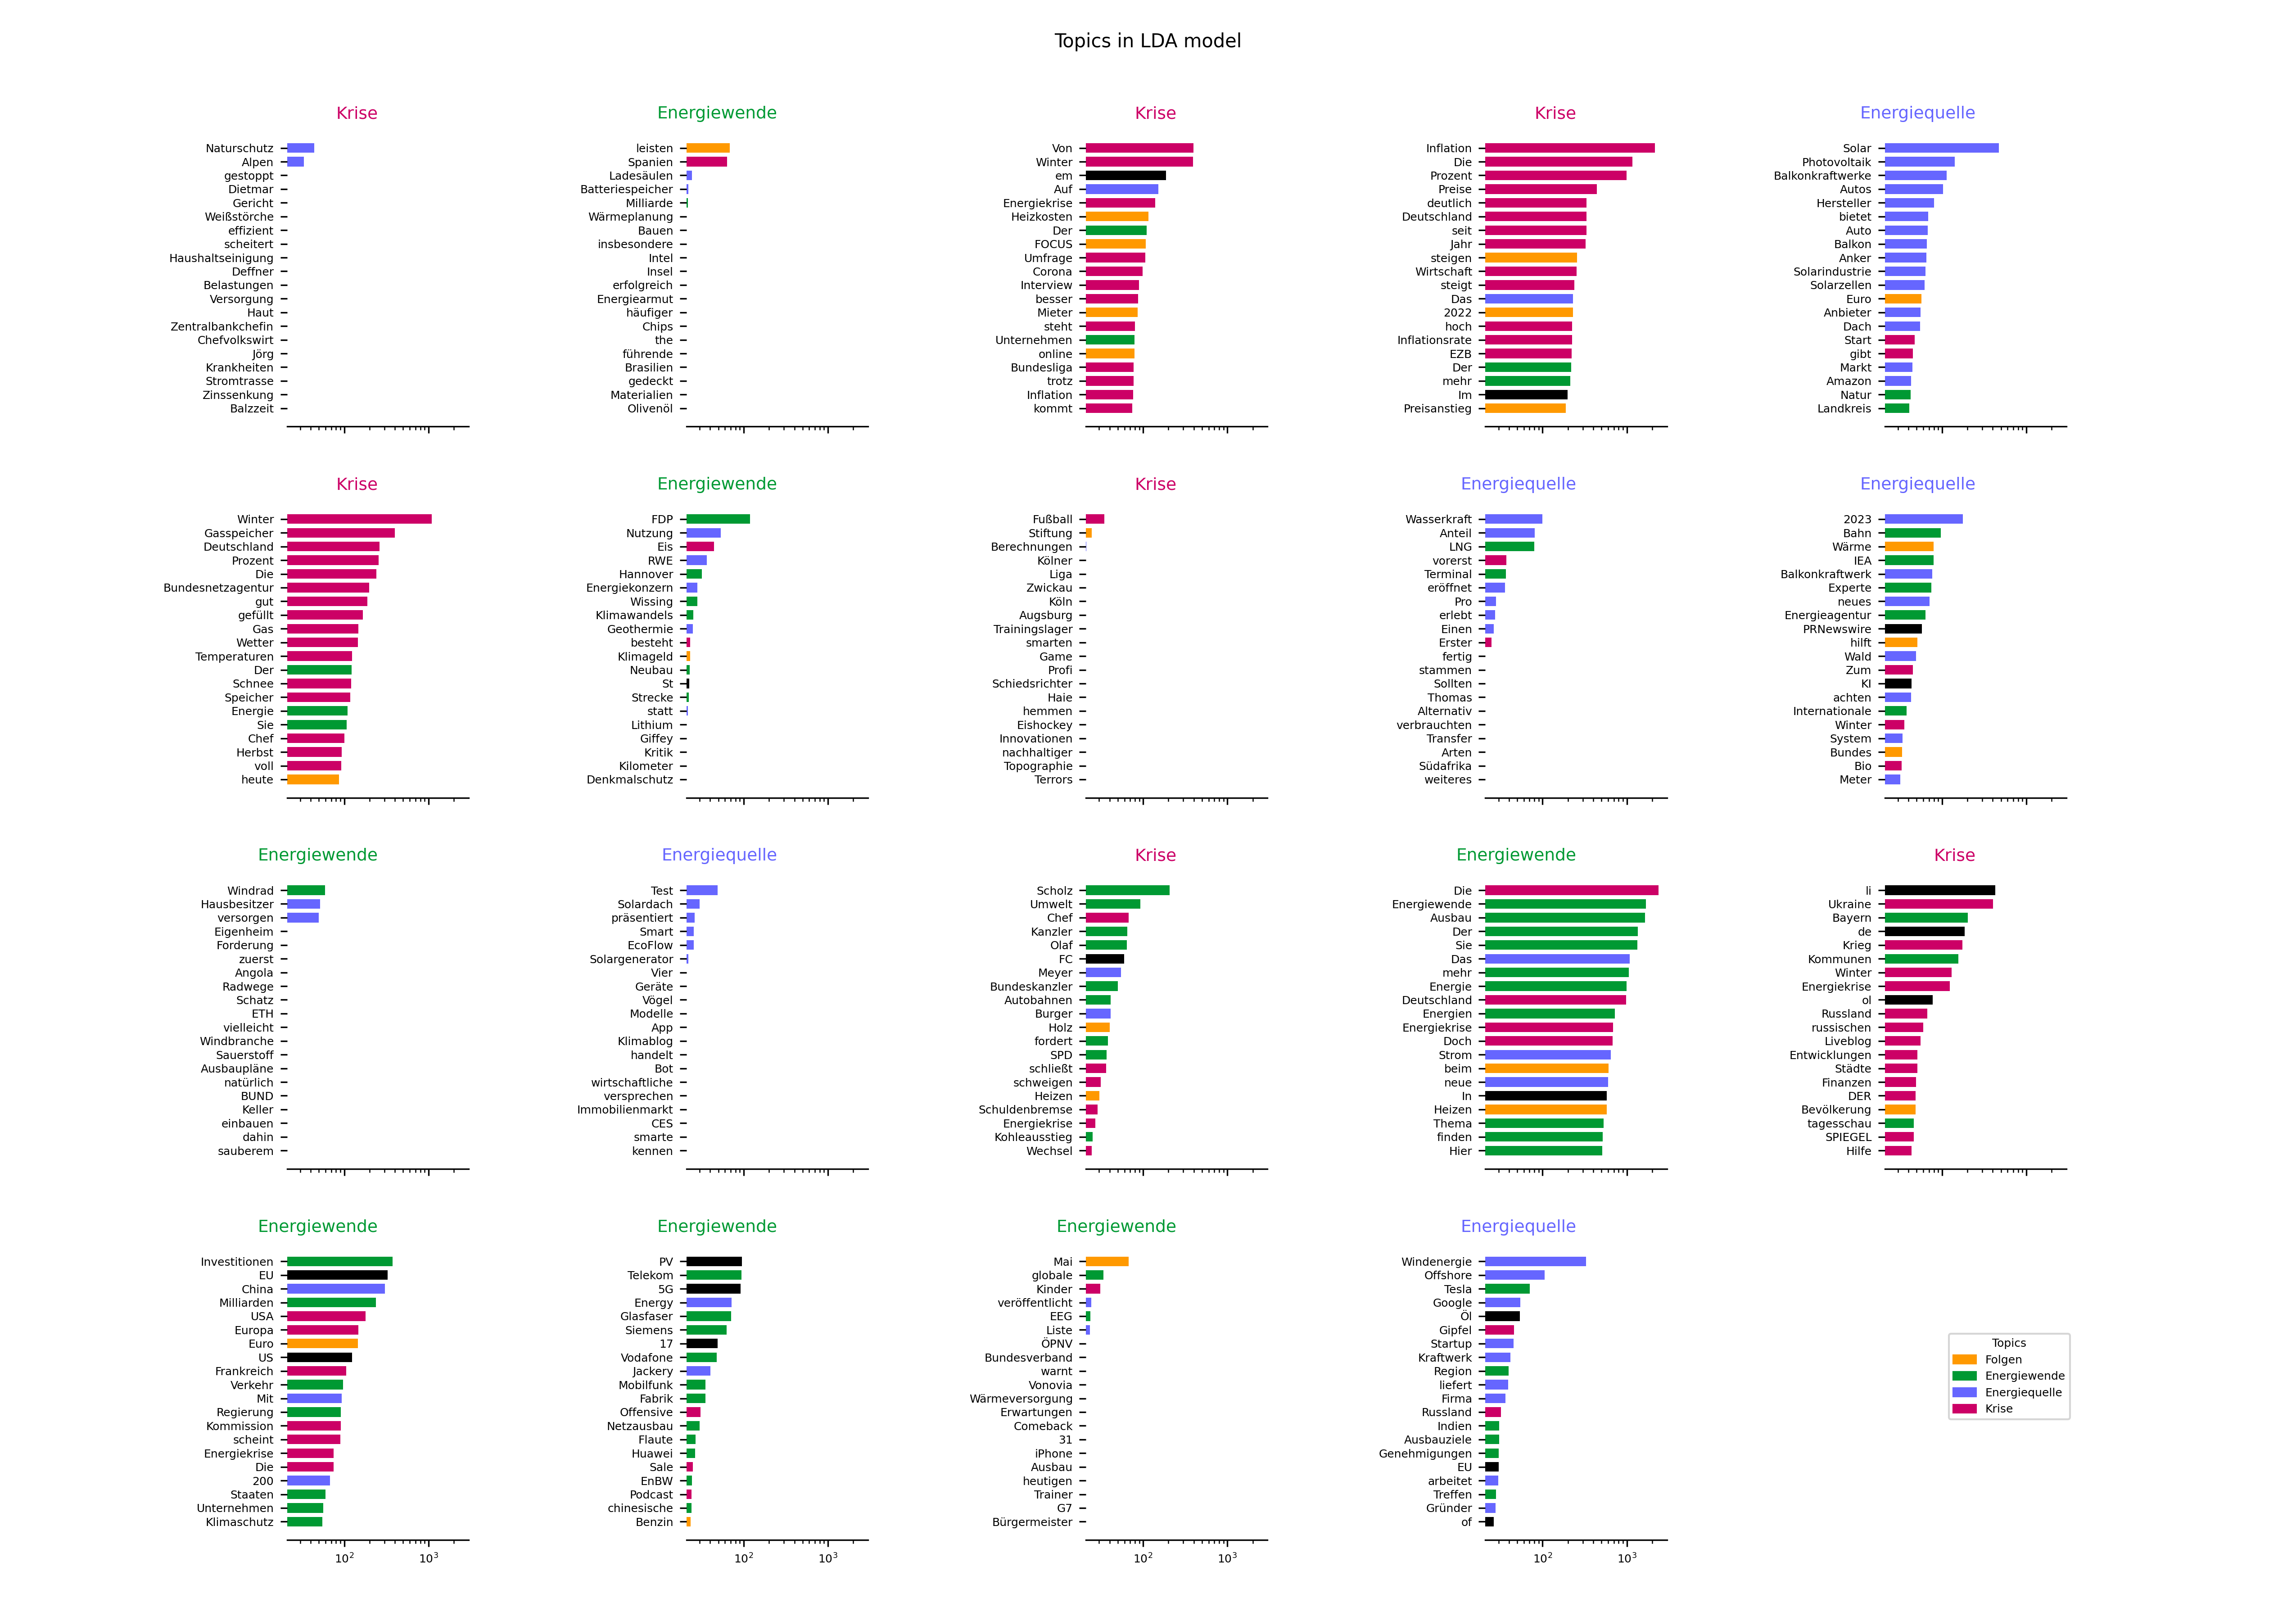 Topics in LDA model
Krise
Naturschutz
Alpen
gestoppt
Dietmar
Gericht
Weißstörche
effizient
scheitert
Haushaltseinigung
Deffner
Belastungen
Versorgung
Haut
Zentralbankchefin
Chefvolkswirt
Jörg
Krankheiten
Stromtrasse
Zinssenkung
Balzzeit
Energiewende
leisten
Spanien
Ladesäulen
Batteriespeicher
Milliarde
Wärmeplanung
Bauen
insbesondere
Intel
Insel
erfolgreich
Energiearmut
häufiger
Chips
the
führende
Brasilien
gedeckt
Materialien
Olivenöl
Krise
Von
Winter
em
Auf
Energiekrise
Heizkosten
Der
FOCUS
Umfrage
Corona
Interview
besser
Mieter
steht
Unternehmen
online
Bundesliga
trotz
Inflation
kommt
Krise
Inflation
Die
Prozent
Preise
deutlich
Deutschland
seit
Jahr
steigen
Wirtschaft
steigt
Das
2022
hoch
Inflationsrate
EZB
Der
mehr
Im
Preisanstieg
Energiequelle
Solar
Photovoltaik
Balkonkraftwerke
Autos
Hersteller
bietet
Auto
Balkon
Anker
Solarindustrie
Solarzellen
Euro
Anbieter
Dach
Start
gibt
Markt
Amazon
Natur
Landkreis
Krise
Winter
Gasspeicher
Deutschland
Prozent
Die
Bundesnetzagentur
gut
gefüllt
Gas
Wetter
Temperaturen
Der
Schnee
Speicher
Energie
Sie
Chef
Herbst
voll
heute
Energiewende
FDP
Nutzung
Eis
RWE
Hannover
Energiekonzern
Wissing
Klimawandels
Geothermie
besteht
Klimageld
Neubau
St
Strecke
statt
Lithium
Giffey
Kritik
Kilometer
Denkmalschutz
Krise
Fußball
Stiftung
Berechnungen
Kölner
Liga
Zwickau
Köln
Augsburg
Trainingslager
smarten
Game
Profi
Schiedsrichter
Haie
hemmen
Eishockey
Innovationen
nachhaltiger
Topographie
Terrors
Energiequelle
Wasserkraft
Anteil
LNG
vorerst
Terminal
eröffnet
Pro
erlebt
Einen
Erster
fertig
stammen
Sollten
Thomas
Alternativ
verbrauchten
Transfer
Arten
Südafrika
weiteres
Energiequelle
2023
Bahn
Wärme
IEA
Balkonkraftwerk
Experte
neues
Energieagentur
PRNewswire
hilft
Wald
Zum
KI
achten
Internationale
Winter
System
Bundes
Bio
Meter
Energiewende
Windrad
Hausbesitzer
versorgen
Eigenheim
Forderung
zuerst
Angola
Radwege
Schatz
ETH
vielleicht
Windbranche
Sauerstoff
Ausbaupläne
natürlich
BUND
Keller
einbauen
dahin
sauberem
Energiequelle
Test
Solardach
präsentiert
Smart
EcoFlow
Solargenerator
Vier
Geräte
Vögel
Modelle
App
Klimablog
handelt
Bot
wirtschaftliche
versprechen
Immobilienmarkt
CES
smarte
kennen
Krise
Scholz
Umwelt
Chef
Kanzler
Olaf
FC
Meyer
Bundeskanzler
Autobahnen
Burger
Holz
fordert
SPD
schließt
schweigen
Heizen
Schuldenbremse
Energiekrise
Kohleausstieg
Wechsel
Energiewende
Die
Energiewende
Ausbau
Der
Sie
Das
mehr
Energie
Deutschland
Energien
Energiekrise
Doch
Strom
beim
neue
In
Heizen
Thema
finden
Hier
Krise
li
Ukraine
Bayern
de
Krieg
Kommunen
Winter
Energiekrise
ol
Russland
russischen
Liveblog
Entwicklungen
Städte
Finanzen
DER
Bevölkerung
tagesschau
SPIEGEL
Hilfe
Energiewende
Investitionen
EU
China
Milliarden
USA
Europa
Euro
US
Frankreich
Verkehr
Mit
Regierung
Kommission
scheint
Energiekrise
Die
200
Staaten
Unternehmen
Klimaschutz
10² 10³
Energiewende
PV
Telekom
5G
Energy
Glasfaser
Siemens
17
Vodafone
Jackery
Mobilfunk
Fabrik
Offensive
Netzausbau
Flaute
Huawei
Sale
EnBW
Podcast
chinesische
Benzin
10² 10³
Energiewende
Mai
globale
Kinder
veröffentlicht
EEG
Liste
ÖPNV
Bundesverband
warnt
Vonovia
Wärmeversorgung
Erwartungen
Comeback
31
iPhone
Ausbau
heutigen
Trainer
G7
Bürgermeister
10² 10³
Energiequelle
Windenergie
Offshore
Tesla
Google
Öl
Gipfel
Startup
Kraftwerk
Region
liefert
Firma
Russland
Indien
Ausbauziele
Genehmigungen
EU
arbeitet
Treffen
Gründer
of
10² 10³
Topics
Folgen
Energiewende
Energiequelle
Krise